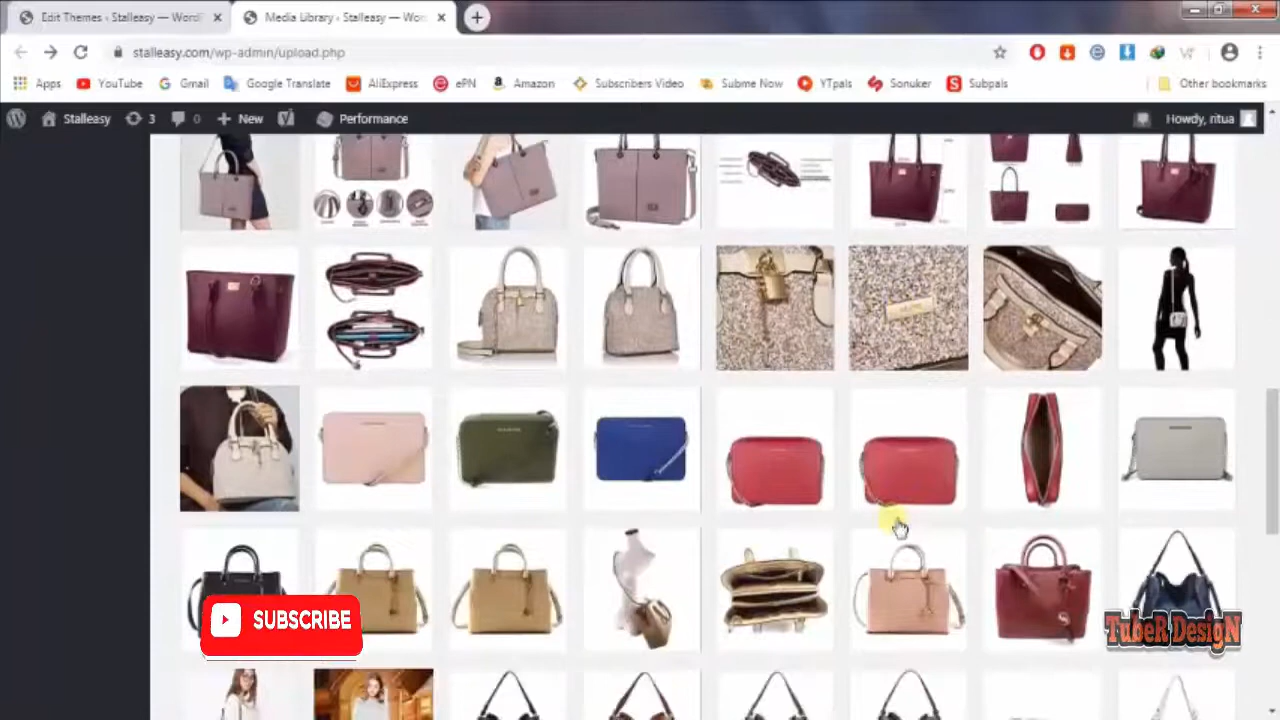 Edit Themes ‹ Stalleasy — Word
Media Library ‹ Stalleasy — Wor
stalleasy.com/wp-admin/upload.php
Apps YouTube Gmail Google Translate AliExpress ePN Amazon Subscribers Video Subme Now YTpals Sonuker Subpals Other bookmarks
Stalleasy 3 0 New Performance Howdy, ritua
SUBSCRIBE
TubeR DesigN